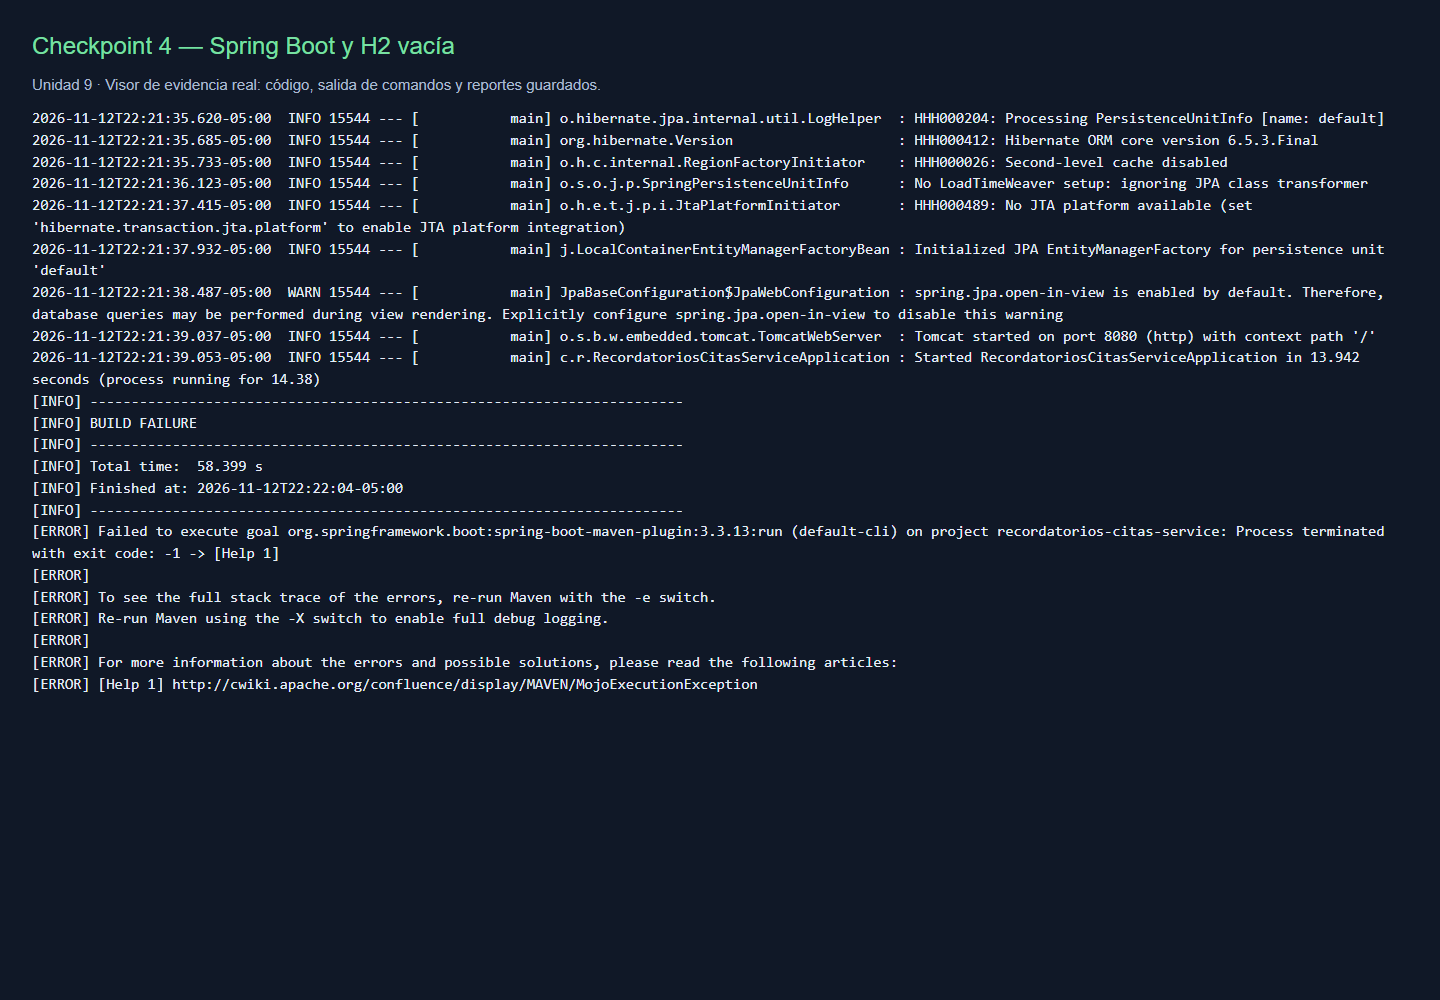 Checkpoint 4 — Spring Boot y H2 vacía
Unidad 9 · Visor de evidencia real: código, salida de comandos y reportes guardados.
2026-11-12T22:21:35.620-05:00  INFO 15544 --- [           main] o.hibernate.jpa.internal.util.LogHelper  : HHH000204: Processing PersistenceUnitInfo [name: default]
2026-11-12T22:21:35.685-05:00  INFO 15544 --- [           main] org.hibernate.Version                    : HHH000412: Hibernate ORM core version 6.5.3.Final
2026-11-12T22:21:35.733-05:00  INFO 15544 --- [           main] o.h.c.internal.RegionFactoryInitiator    : HHH000026: Second-level cache disabled
2026-11-12T22:21:36.123-05:00  INFO 15544 --- [           main] o.s.o.j.p.SpringPersistenceUnitInfo      : No LoadTimeWeaver setup: ignoring JPA class transformer
2026-11-12T22:21:37.415-05:00  INFO 15544 --- [           main] o.h.e.t.j.p.i.JtaPlatformInitiator       : HHH000489: No JTA platform available (set
'hibernate.transaction.jta.platform' to enable JTA platform integration)
2026-11-12T22:21:37.932-05:00  INFO 15544 --- [           main] j.LocalContainerEntityManagerFactoryBean : Initialized JPA EntityManagerFactory for persistence unit
'default'
2026-11-12T22:21:38.487-05:00  WARN 15544 --- [           main] JpaBaseConfiguration$JpaWebConfiguration : spring.jpa.open-in-view is enabled by default. Therefore,
database queries may be performed during view rendering. Explicitly configure spring.jpa.open-in-view to disable this warning
2026-11-12T22:21:39.037-05:00  INFO 15544 --- [           main] o.s.b.w.embedded.tomcat.TomcatWebServer  : Tomcat started on port 8080 (http) with context path '/'
2026-11-12T22:21:39.053-05:00  INFO 15544 --- [           main] c.r.RecordatoriosCitasServiceApplication : Started RecordatoriosCitasServiceApplication in 13.942
seconds (process running for 14.38)
[INFO] ------------------------------------------------------------------------
[INFO] BUILD FAILURE
[INFO] ------------------------------------------------------------------------
[INFO] Total time:  58.399 s
[INFO] Finished at: 2026-11-12T22:22:04-05:00
[INFO] ------------------------------------------------------------------------
[ERROR] Failed to execute goal org.springframework.boot:spring-boot-maven-plugin:3.3.13:run (default-cli) on project recordatorios-citas-service: Process terminated
with exit code: -1 -> [Help 1]
[ERROR]
[ERROR] To see the full stack trace of the errors, re-run Maven with the -e switch.
[ERROR] Re-run Maven using the -X switch to enable full debug logging.
[ERROR]
[ERROR] For more information about the errors and possible solutions, please read the following articles:
[ERROR] [Help 1] http://cwiki.apache.org/confluence/display/MAVEN/MojoExecutionException